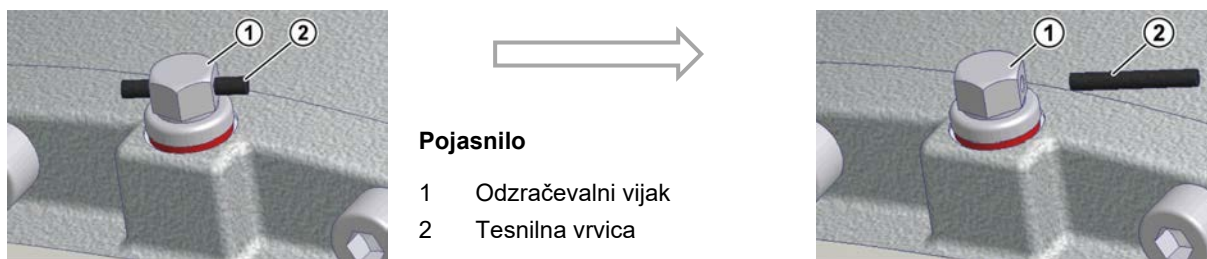 1 2
1 2
Pojasnilo
1 Odzračevalni vijak
2 Tesnilna vrvica